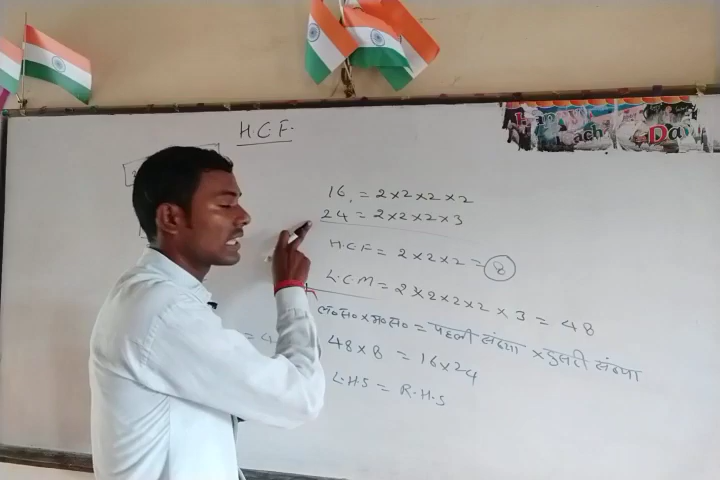 H.C.F.
16 = 2×2×2×2
24 = 2×2×2×3
H.C.F = 2×2×2 = 8
L.C.M = 2×2×2×2×3 = 48
ल०स० × म०स० = पहली संख्या × दुसरी संख्या
48×8 = 16×24
L.H.S = R.H.S